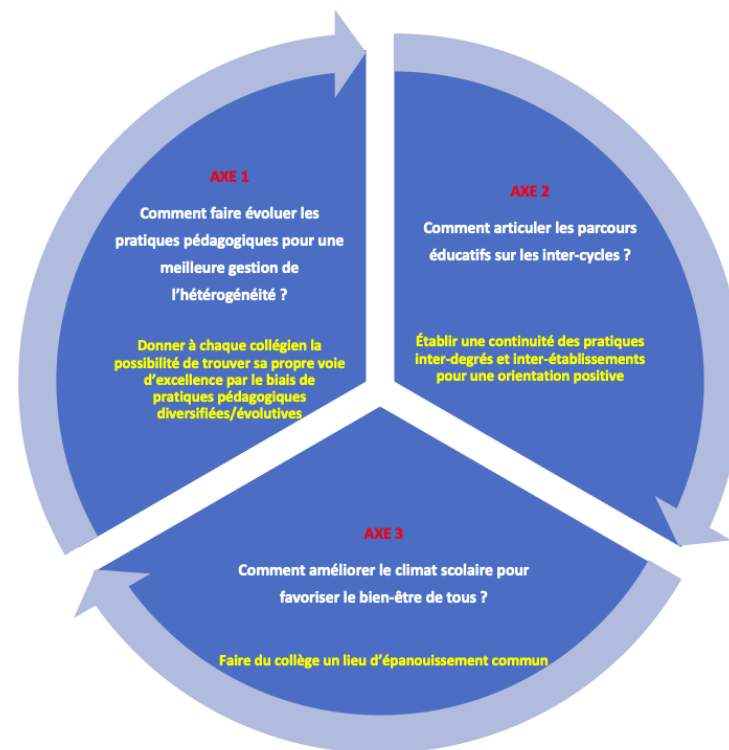 AXE 1
Comment faire évoluer les
pratiques pédagogiques pour une
meilleure gestion de
l'hétérogénéité ?
Donner à chaque collégien la
possibilité de trouver sa propre voie
d'excellence par le biais de
pratiques pédagogiques
diversifiées/évolutives
AXE 2
Comment articuler les parcours
éducatifs sur les inter-cycles ?
Établir une continuité des pratiques
inter-degrés et inter-établissements
pour une orientation positive
AXE 3
Comment améliorer le climat scolaire pour
favoriser le bien-être de tous ?
Faire du collège un lieu d'épanouissement commun